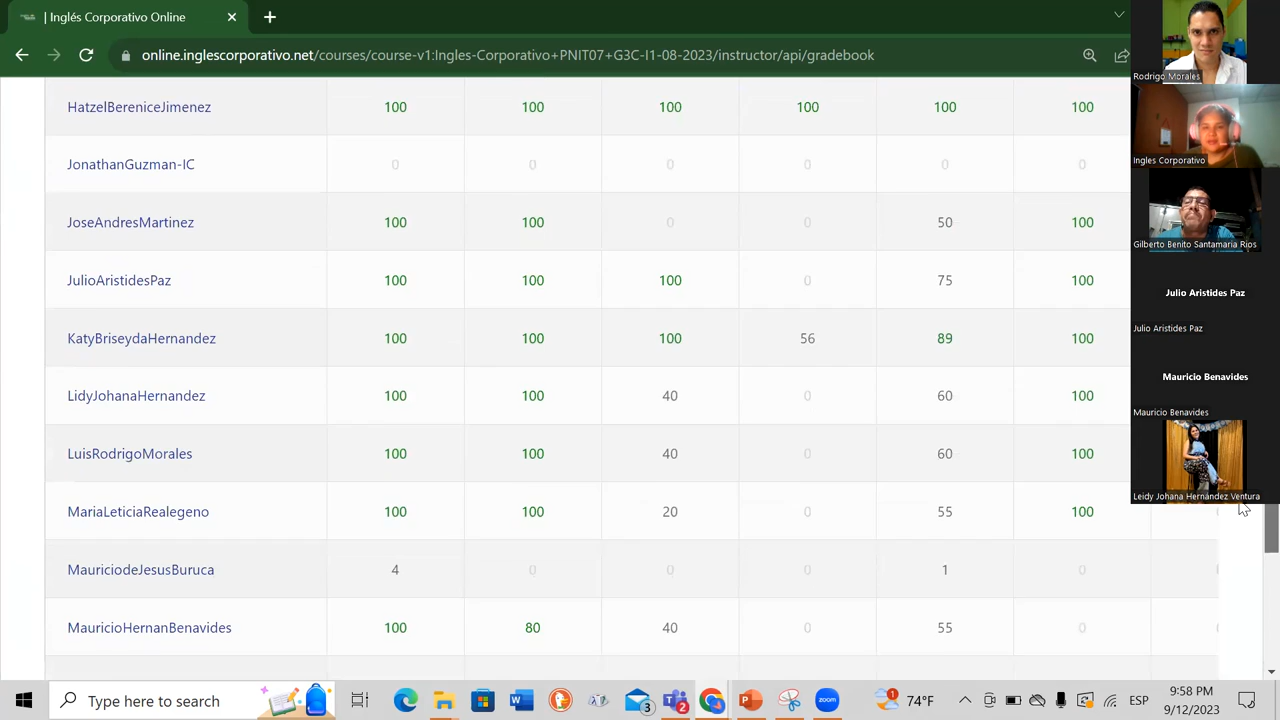 | Inglés Corporativo Online
online.inglescorporativo.net/courses/course-v1:Ingles-Corporativo+PNIT07+G3C-I1-08-2023/instructor/api/gradebook
HatzelBereniceJimenez 100 100 100 100 100 100
JonathanGuzman-IC 0 0 0 0 0 0
JoseAndresMartinez 100 100 0 0 50 100
JulioAristidesPaz 100 100 100 0 75 100
KatyBriseydaHernandez 100 100 100 56 89 100
LidyJohanaHernandez 100 100 40 0 60 100
LuisRodrigoMorales 100 100 40 0 60 100
MariaLeticiaRealegeno 100 100 20 0 55 100
MauriciodeJesusBuruca 4 0 0 0 1 0
MauricioHernanBenavides 100 80 40 0 55 0
Rodrigo Morales
Ingles Corporativo
Gilberto Benito Santamaria Rios
Julio Aristides Paz
Julio Aristides Paz
Mauricio Benavides
Mauricio Benavides
Leidy Johana Hernández Ventura
Type here to search
W
3
2
P
zoom
1
74°F
ESP
9:58 PM
9/12/2023